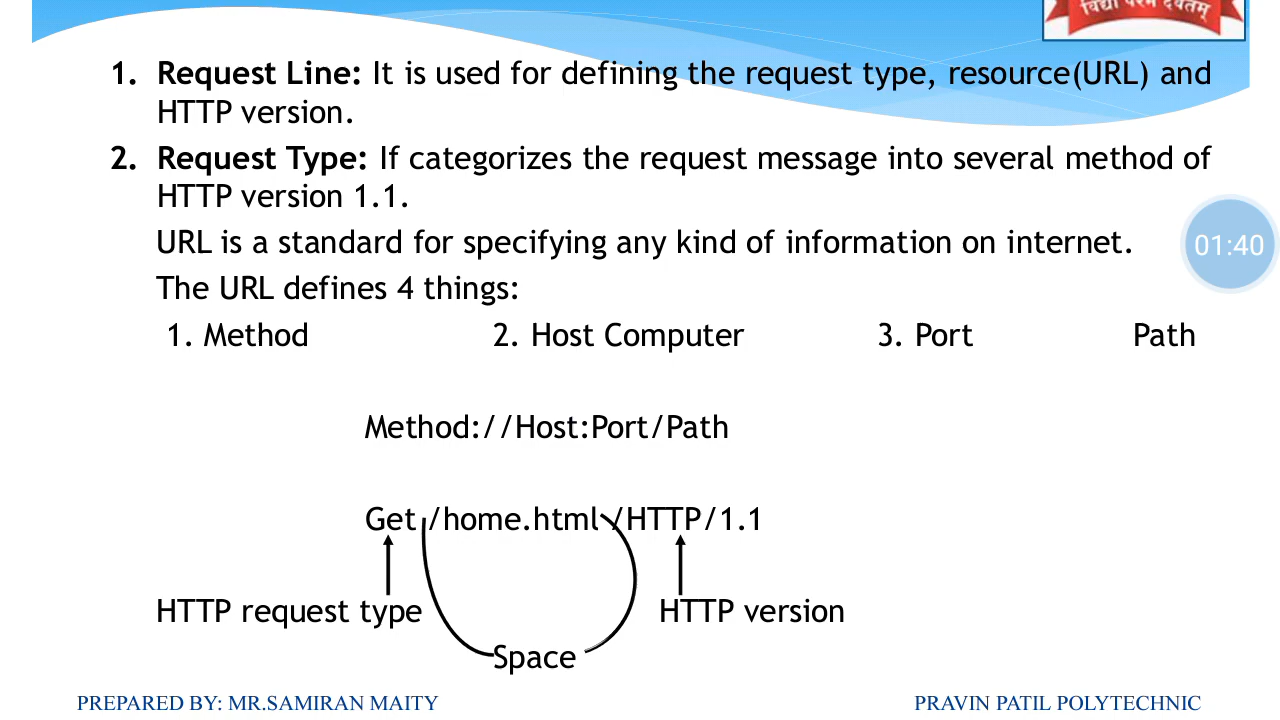 विद्या परम दैवतम्
1. Request Line: It is used for defining the request type, resource(URL) and
HTTP version.
2. Request Type: If categorizes the request message into several method of
HTTP version 1.1.
URL is a standard for specifying any kind of information on internet.
01:40
The URL defines 4 things:
1. Method 2. Host Computer 3. Port Path
Method://Host:Port/Path
Get /home.html /HTTP/1.1
HTTP request type HTTP version
Space
PREPARED BY: MR.SAMIRAN MAITY PRAVIN PATIL POLYTECHNIC